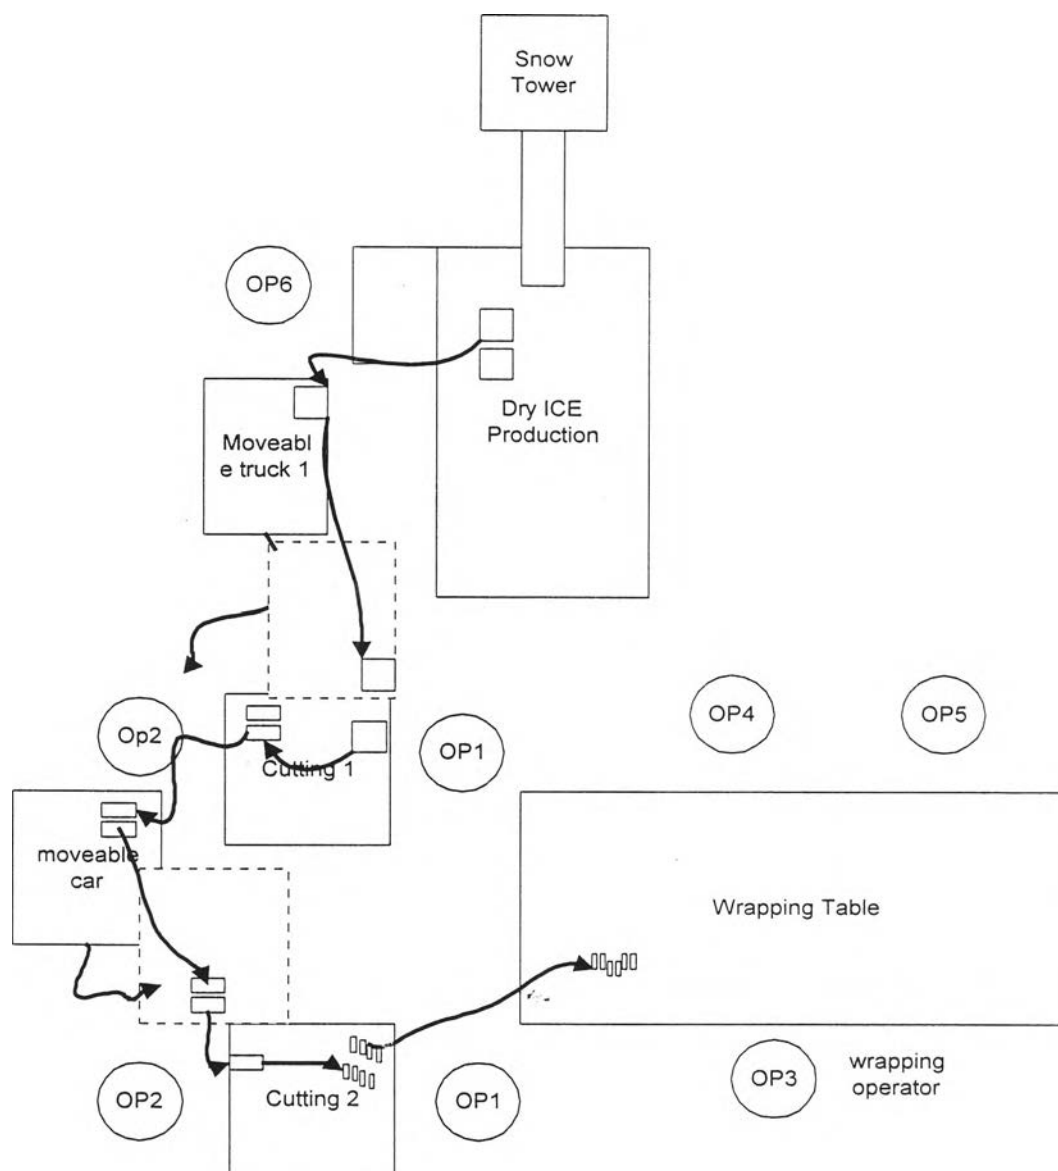 Snow
Tower
OP6
Dry ICE
Production
Moveabl
e truck 1
Op2
Cutting 1
OP1
OP4
OP5
moveable
car
Wrapping Table
OP2
Cutting 2
OP1
OP3
wrapping
operator